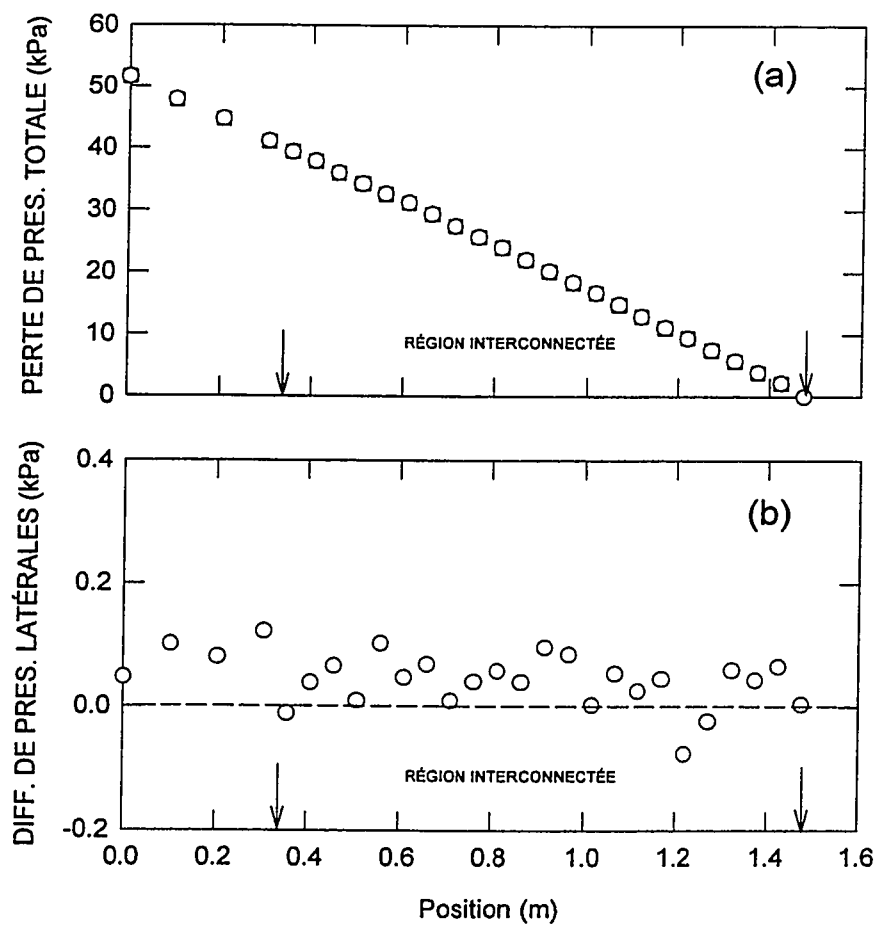 PERTE DE PRES. TOTALE (kPa)
60
50
40
30
20
10
0
(a)
RÉGION INTERCONNECTÉE
DIFF. DE PRES. LATÉRALES (kPa)
0.4
0.2
0.0
-0.2
(b)
RÉGION INTERCONNECTÉE
0.0 0.2 0.4 0.6 0.8 1.0 1.2 1.4 1.6
Position (m)